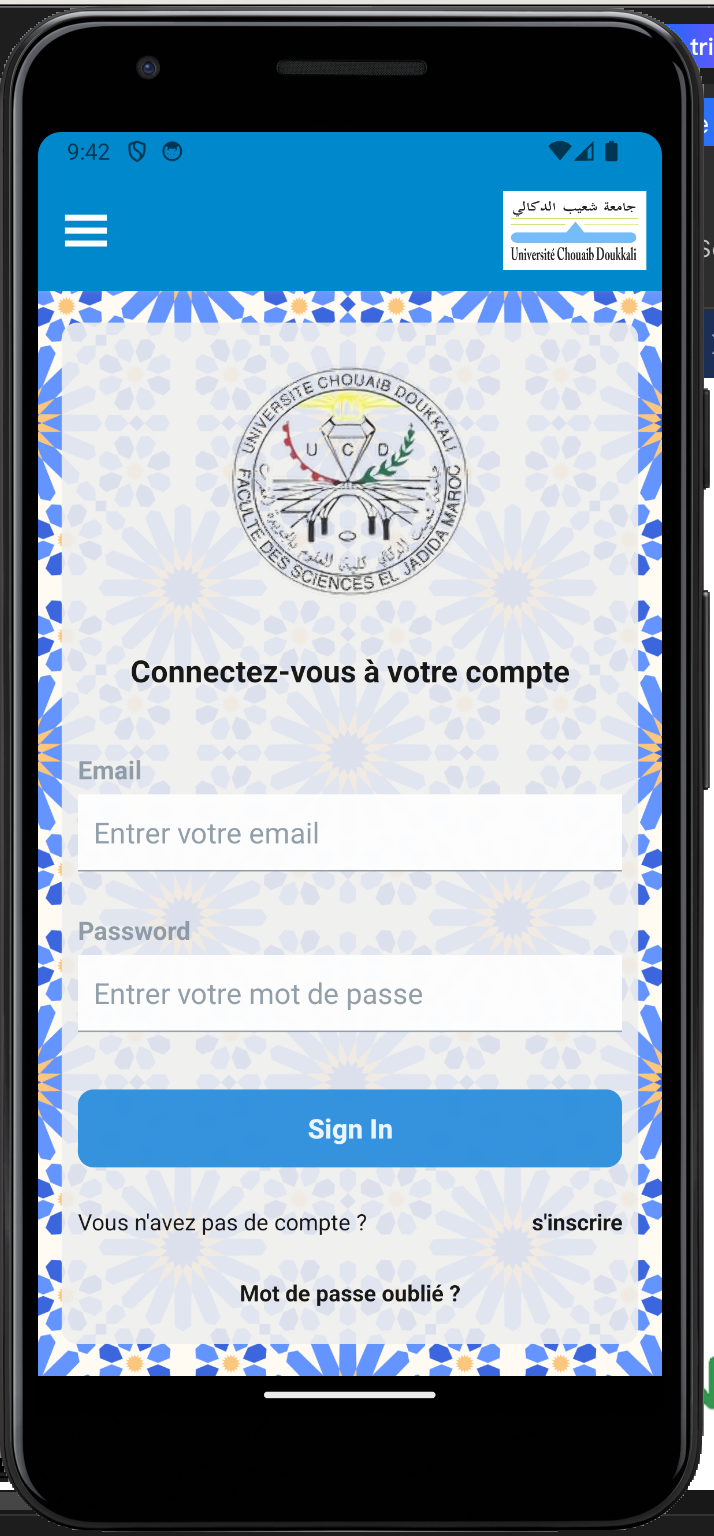 tri
9:42
جامعة شعيب الدكالي
Université Chouaib Doukkali
UNIVERSITE CHOUAIB DOUKKALI
U C D
FACULTE DES SCIENCES EL JADIDA MAROC
Connectez-vous à votre compte
Email
Entrer votre email
Password
Entrer votre mot de passe
Sign In
Vous n'avez pas de compte ?
s'inscrire
Mot de passe oublié ?